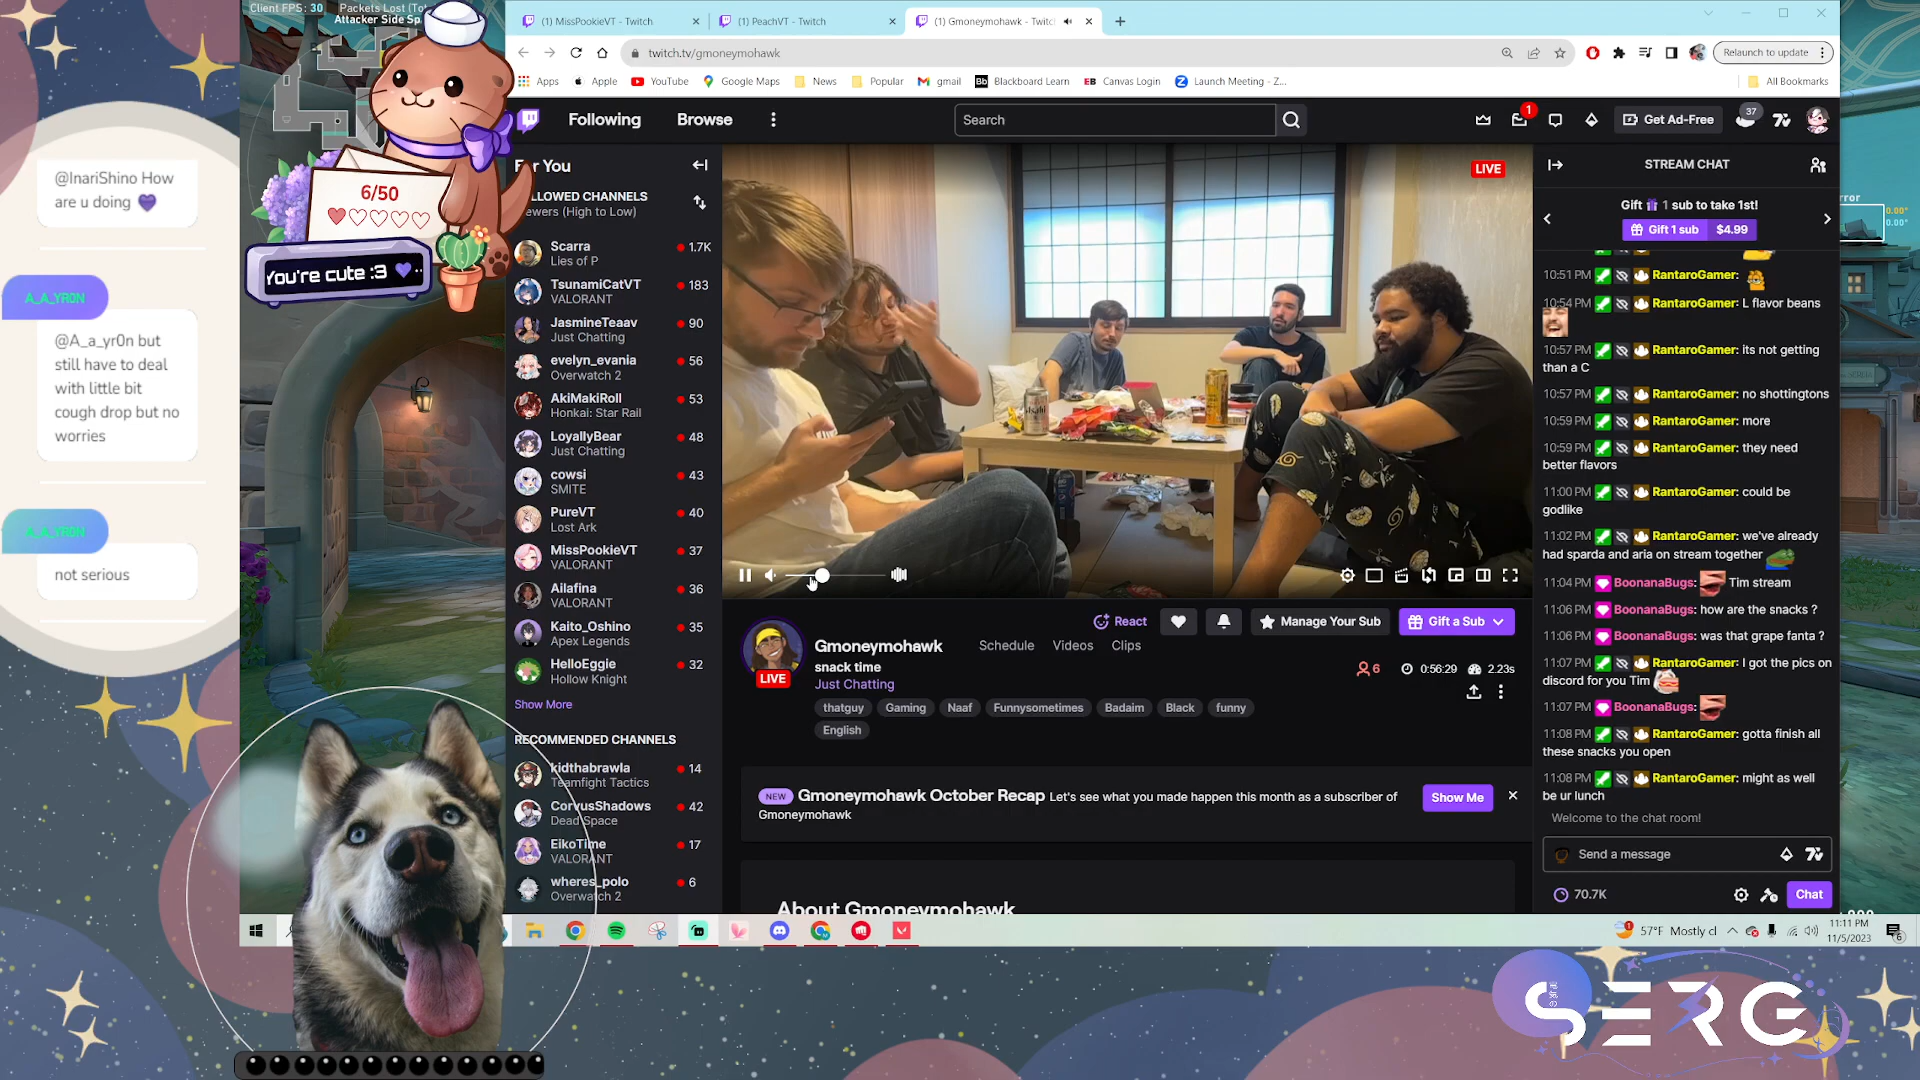 Client FPS: 30
Packets Lost (To
Attacker Side Sp
@InariShino How
are u doing
A_A_YR0N
@A_a_yr0n but
still have to deal
with little bit
cough drop but no
worries
A_A_YR0N
not serious
6/50
You're cute :3
(1) MissPookieVT - Twitch
(1) PeachVT - Twitch
(1) Gmoneymohawk - Twitc
twitch.tv/gmoneymohawk
Relaunch to update
Apps
Apple
YouTube
Google Maps
News
Popular
gmail
Blackboard Learn
Canvas Login
Launch Meeting - Z...
All Bookmarks
Following
Browse
Search
1
Get Ad-Free
37
For You
LLOWED CHANNELS
ewers (High to Low)
Scarra
1.7K
Lies of P
TsunamiCatVT
183
VALORANT
JasmineTeaav
90
Just Chatting
evelyn_evania
56
Overwatch 2
AkiMakiRoll
53
Honkai: Star Rail
LoyallyBear
48
Just Chatting
cowsi
43
SMITE
PureVT
40
Lost Ark
MissPookieVT
37
VALORANT
Ailafina
36
VALORANT
Kaito_Oshino
35
Apex Legends
HelloEggie
32
Hollow Knight
Show More
RECOMMENDED CHANNELS
kidthabrawla
14
Teamfight Tactics
CorvusShadows
42
Dead Space
EikoTime
17
VALORANT
wheres_polo
6
Overwatch 2
LIVE
Asahi
React
Manage Your Sub
Gift a Sub
Gmoneymohawk
Schedule
Videos
Clips
snack time
LIVE
Just Chatting
6
0:56:29
2.23s
thatguy
Gaming
Naaf
Funnysometimes
Badaim
Black
funny
English
NEW Gmoneymohawk October Recap Let's see what you made happen this month as a subscriber of
Gmoneymohawk
Show Me
About Gmoneymohawk
STREAM CHAT
Gift 1 sub to take 1st!
Gift 1 sub $4.99
10:51 PM RantaroGamer:
10:54 PM RantaroGamer: L flavor beans
10:57 PM RantaroGamer: its not getting
than a C
10:57 PM RantaroGamer: no shottingtons
10:59 PM RantaroGamer: more
10:59 PM RantaroGamer: they need
better flavors
11:00 PM RantaroGamer: could be
godlike
11:02 PM RantaroGamer: we've already
had sparda and aria on stream together
11:04 PM BoonanaBugs: Tim stream
11:06 PM BoonanaBugs: how are the snacks ?
11:06 PM BoonanaBugs: was that grape fanta ?
11:07 PM RantaroGamer: I got the pics on
discord for you Tim
11:07 PM BoonanaBugs:
11:08 PM RantaroGamer: gotta finish all
these snacks you open
11:08 PM RantaroGamer: might as well
be ur lunch
Welcome to the chat room!
Send a message
70.7K
Chat
rror
0.00°
0.00°
57°F Mostly cl
11:11 PM
11/5/2023
6
SERG